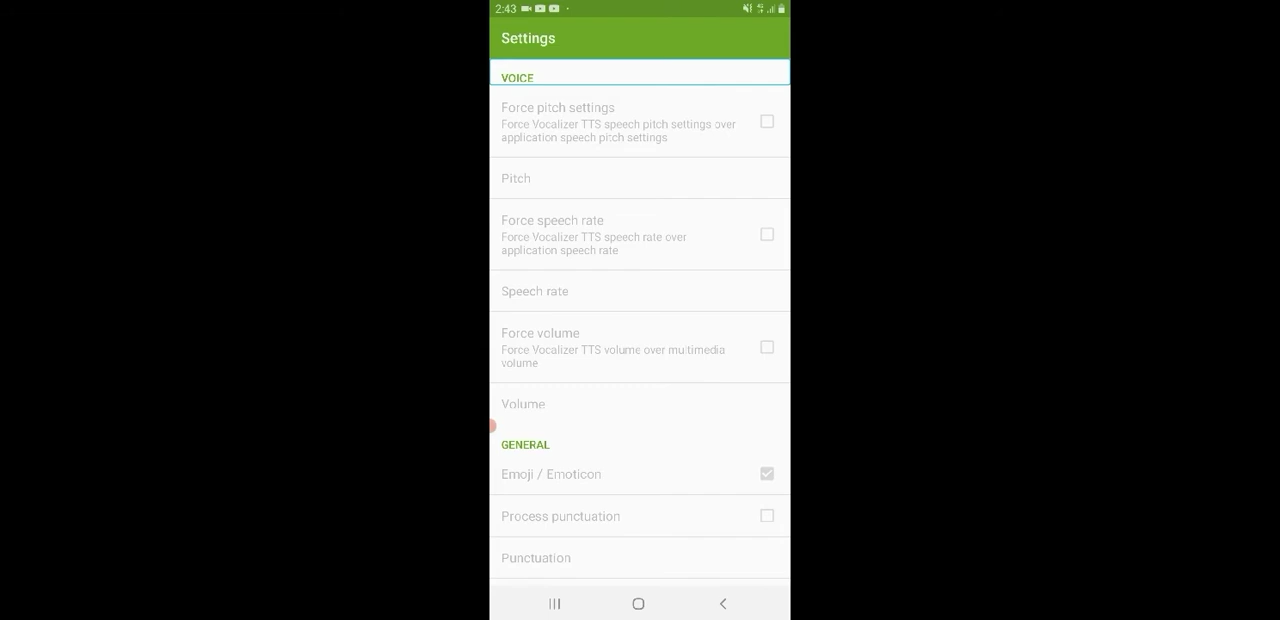 2:43
Settings
VOICE
Force pitch settings
Force Vocalizer TTS speech pitch settings over
application speech pitch settings
Pitch
Force speech rate
Force Vocalizer TTS speech rate over
application speech rate
Speech rate
Force volume
Force Vocalizer TTS volume over multimedia
volume
Volume
GENERAL
Emoji / Emoticon
Process punctuation
Punctuation